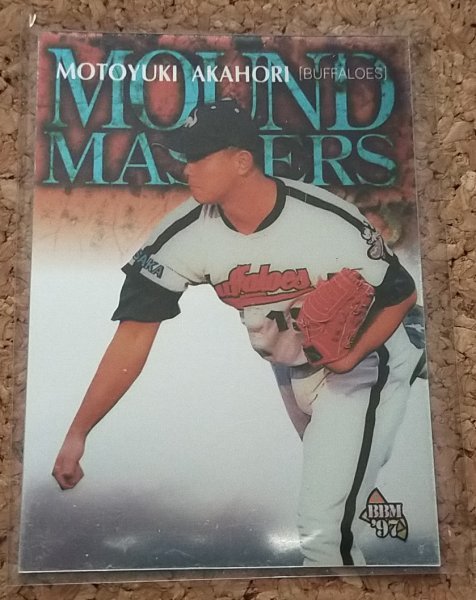 MOTOYUKI AKAHORI [BUFFALOES]
MOUND
MASTERS
Buffaloes
BBM
'97